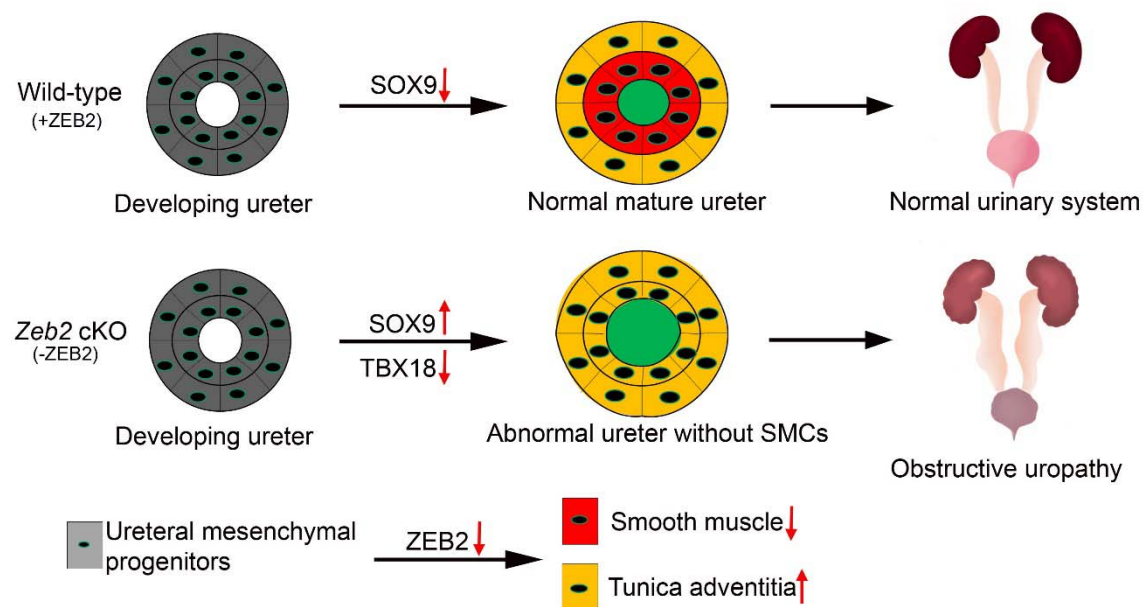 Wild-type
(+ZEB2)
SOX9↓
Developing ureter
Normal mature ureter
Normal urinary system
Zeb2 cKO
(-ZEB2)
SOX9↑
TBX18↓
Developing ureter
Abnormal ureter without SMCs
Obstructive uropathy
Ureteral mesenchymal
progenitors
ZEB2↓
Smooth muscle↓
Tunica adventitia↑